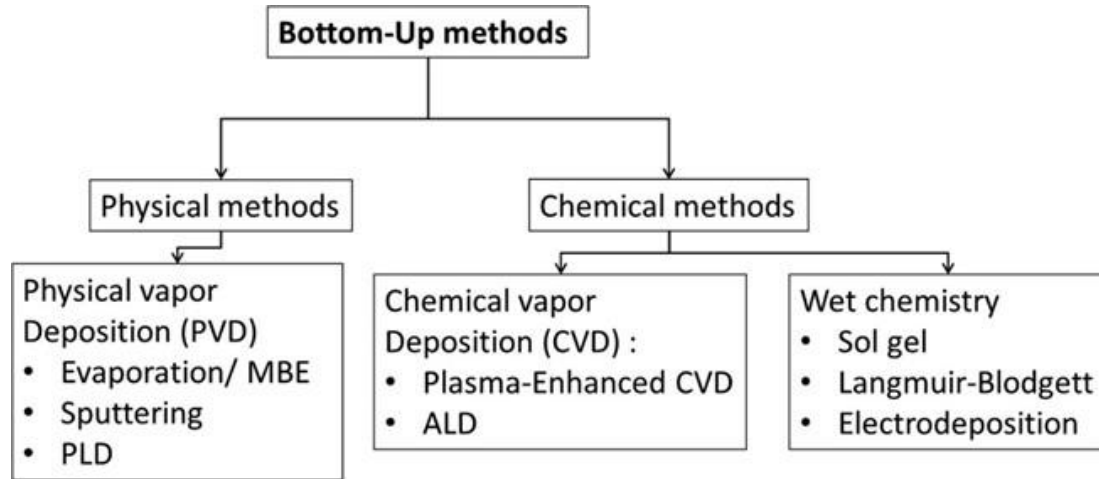 Bottom-Up methods
Physical methods
Chemical methods
Physical vapor
Deposition (PVD)
• Evaporation/ MBE
• Sputtering
• PLD
Chemical vapor
Deposition (CVD) :
• Plasma-Enhanced CVD
• ALD
Wet chemistry
• Sol gel
• Langmuir-Blodgett
• Electrodeposition